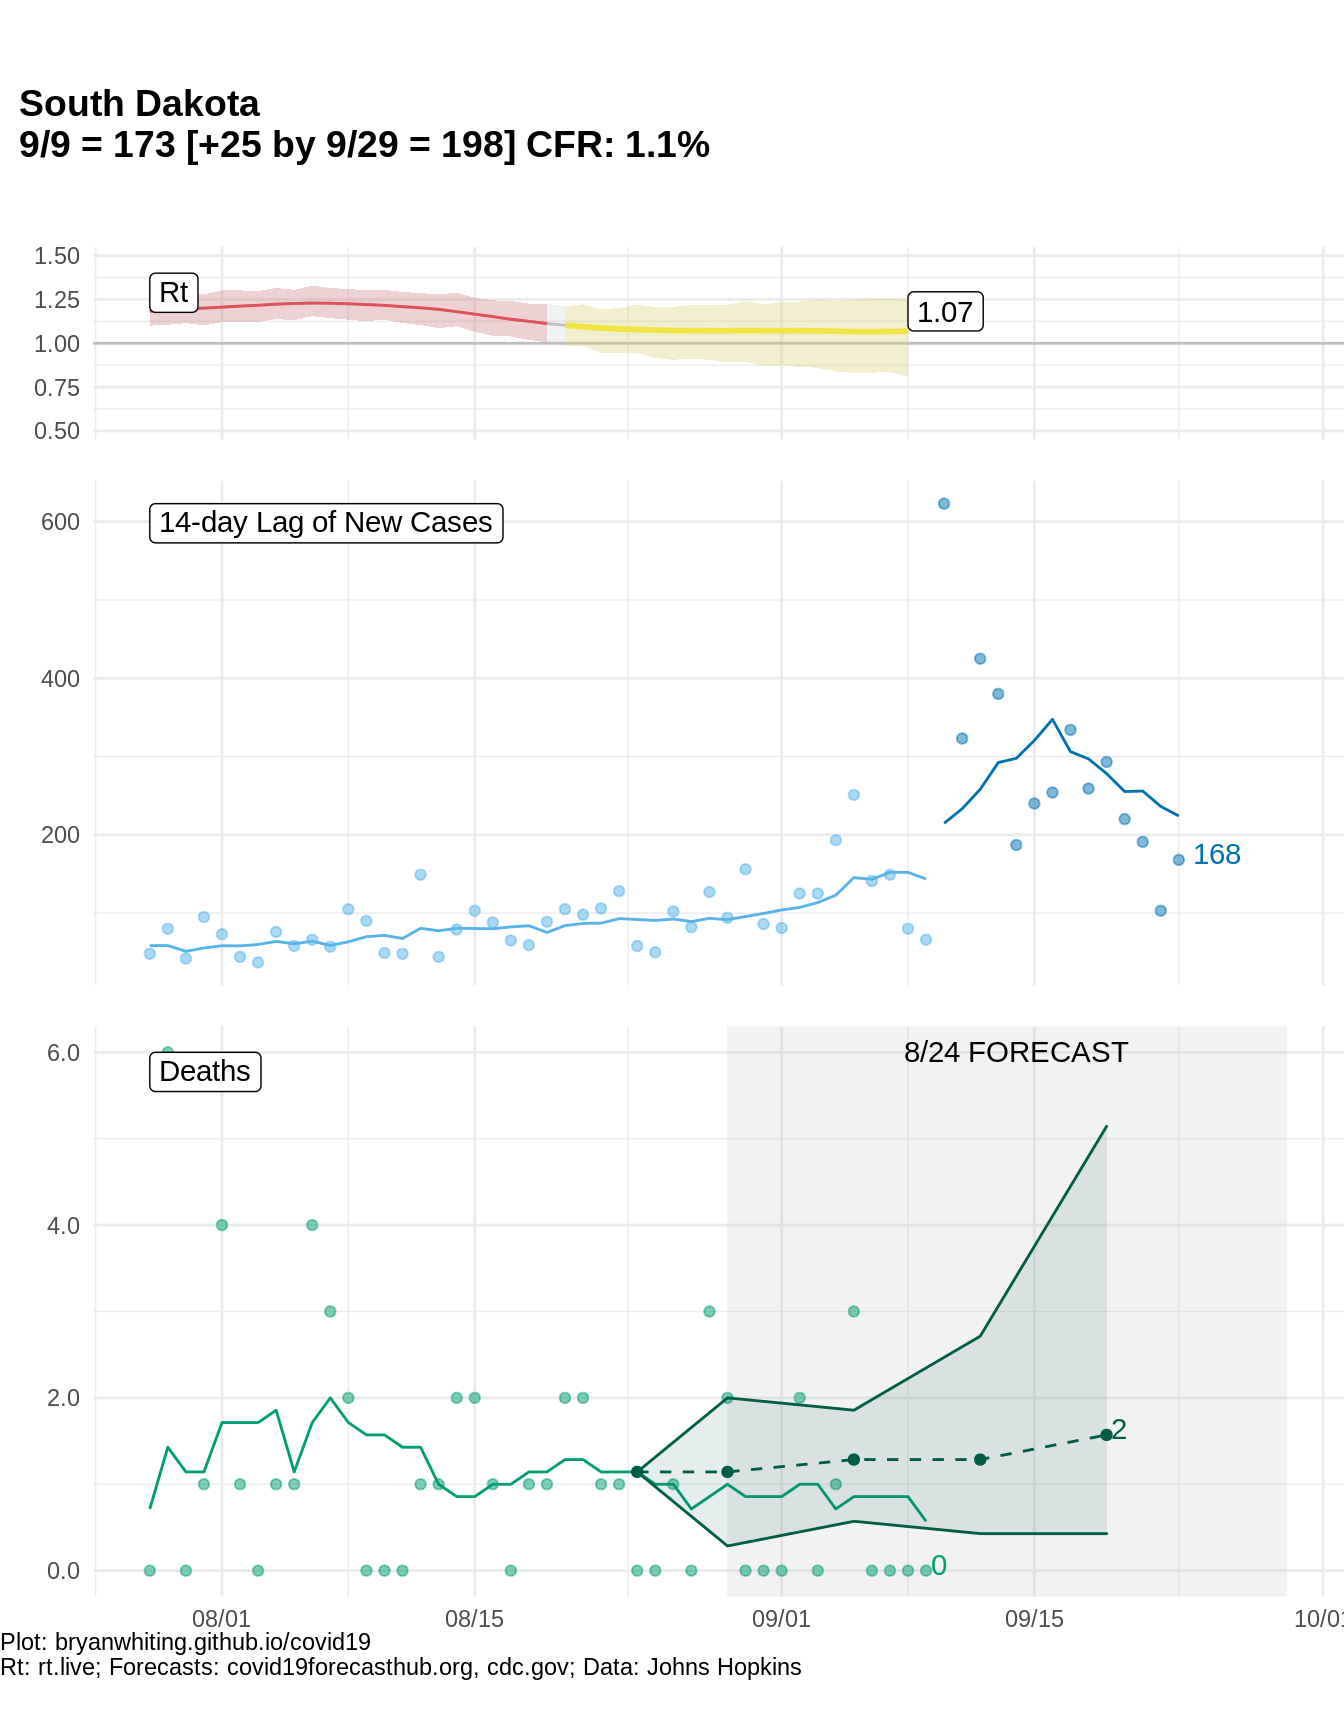 South Dakota
9/9 = 173 [+25 by 9/29 = 198] CFR: 1.1%
1.50
Rt
1.25
1.07
1.00
0.75
0.50
14-day Lag of New Cases
600
400
200
168
8/24 FORECAST
6.0
Deaths
4.0
2.0
2
0.0
0
08/01
08/15
09/01
09/15
10/01
Plot: bryanwhiting.github.io/covid19
Rt: rt.live; Forecasts: covid19forecasthub.org, cdc.gov; Data: Johns Hopkins